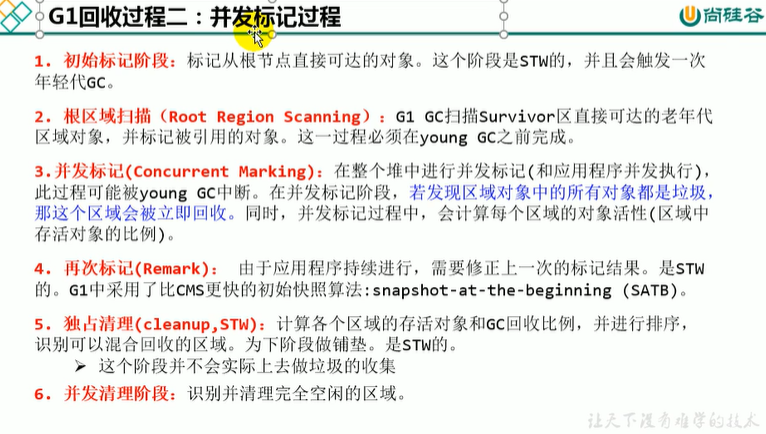 G1回收过程二：并发标记过程
尚硅谷
1. 初始标记阶段：标记从根节点直接可达的对象。这个阶段是STW的，并且会触发一次
年轻代GC。
2. 根区域扫描（Root Region Scanning）：G1 GC扫描Survivor区直接可达的老年代
区域对象，并标记被引用的对象。这一过程必须在young GC之前完成。
3.并发标记(Concurrent Marking)：在整个堆中进行并发标记(和应用程序并发执行)，
此过程可能被young GC中断。在并发标记阶段，若发现区域对象中的所有对象都是垃圾，
那这个区域会被立即回收。同时，并发标记过程中，会计算每个区域的对象活性(区域中
存活对象的比例)。
4. 再次标记(Remark)： 由于应用程序持续进行，需要修正上一次的标记结果。是STW
的。G1中采用了比CMS更快的初始快照算法:snapshot-at-the-beginning (SATB)。
5. 独占清理(cleanup,STW)：计算各个区域的存活对象和GC回收比例，并进行排序，
识别可以混合回收的区域。为下阶段做铺垫。是STW的。
➢ 这个阶段并不会实际上去做垃圾的收集
6. 并发清理阶段：识别并清理完全空闲的区域。
让天下没有难学的技术